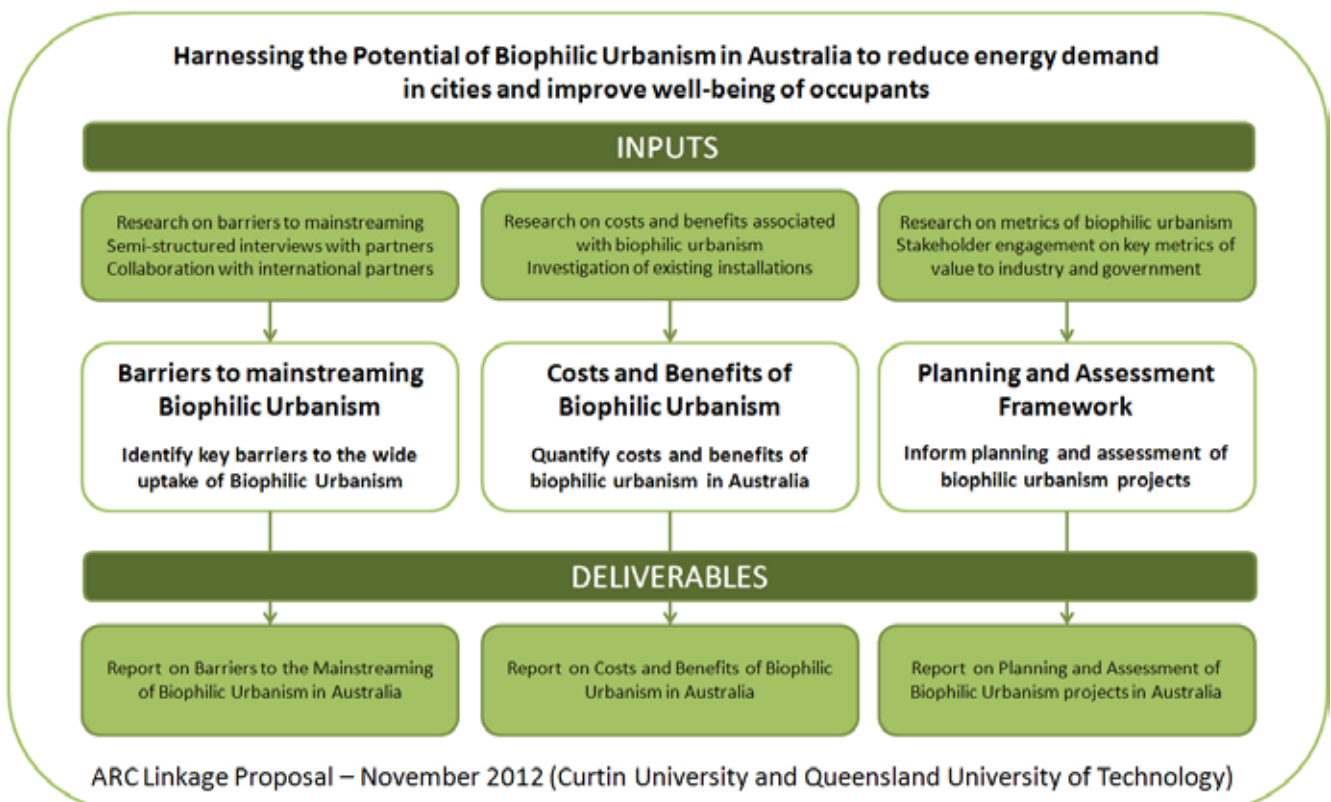 Harnessing the Potential of Biophilic Urbanism in Australia to reduce energy demand
in cities and improve well-being of occupants
INPUTS
Research on barriers to mainstreaming
Semi-structured interviews with partners
Collaboration with international partners
Research on costs and benefits associated
with biophilic urbanism
Investigation of existing installations
Research on metrics of biophilic urbanism
Stakeholder engagement on key metrics of
value to industry and government
Barriers to mainstreaming
Biophilic Urbanism
Identify key barriers to the wide
uptake of Biophilic Urbanism
Costs and Benefits of
Biophilic Urbanism
Quantify costs and benefits of
biophilic urbanism in Australia
Planning and Assessment
Framework
Inform planning and assessment of
biophilic urbanism projects
DELIVERABLES
Report on Barriers to the Mainstreaming
of Biophilic Urbanism in Australia
Report on Costs and Benefits of Biophilic
Urbanism in Australia
Report on Planning and Assessment of
Biophilic Urbanism projects in Australia
ARC Linkage Proposal – November 2012 (Curtin University and Queensland University of Technology)